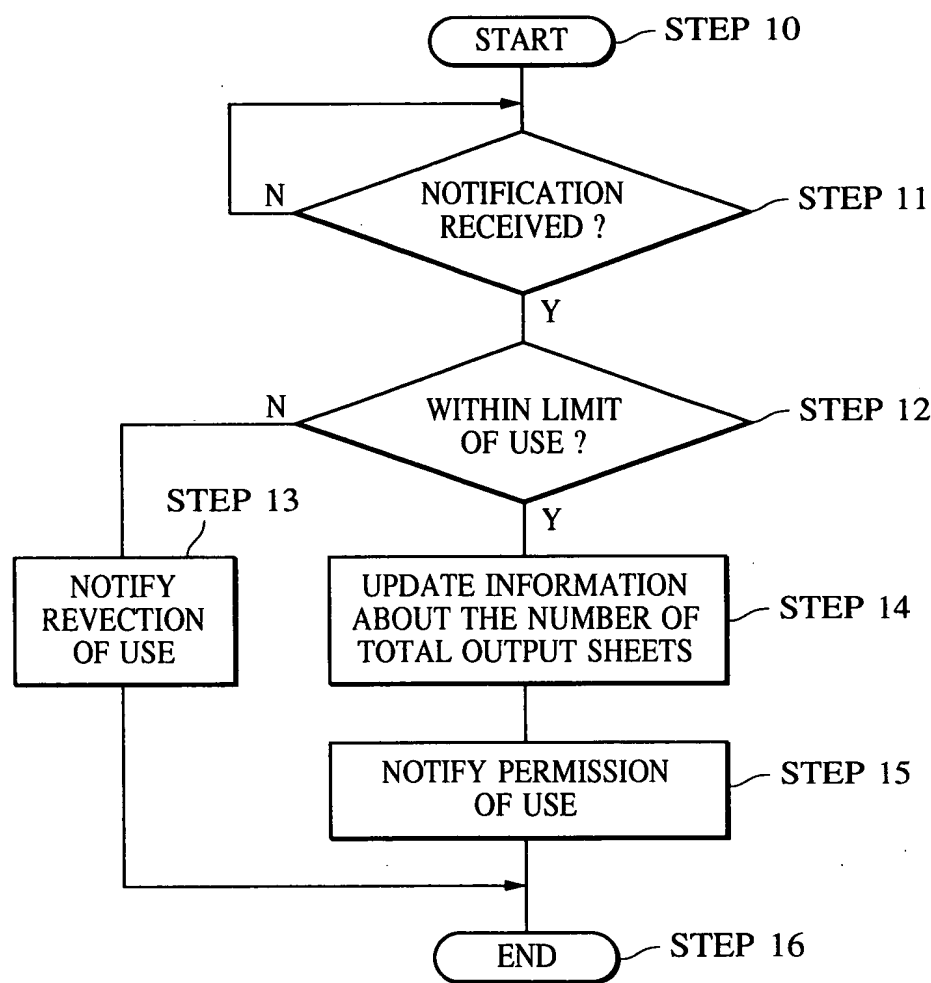 START
STEP 10
N
NOTIFICATION
RECEIVED ?
STEP 11
Y
N
WITHIN LIMIT
OF USE ?
STEP 12
Y
STEP 13
NOTIFY
REVECTION
OF USE
UPDATE INFORMATION
ABOUT THE NUMBER OF
TOTAL OUTPUT SHEETS
STEP 14
NOTIFY PERMISSION
OF USE
STEP 15
END
STEP 16